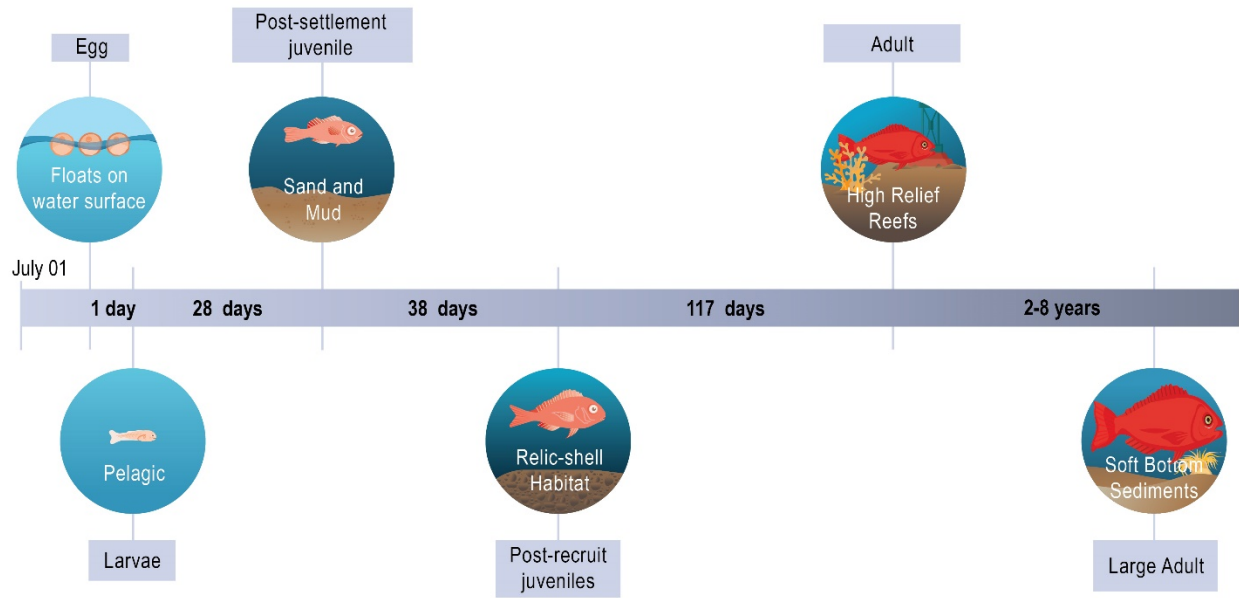 Egg
Post-settlement
juvenile
Adult
Floats on
water surface
Sand and
Mud
High Relief
Reefs
July 01
1 day
28 days
38 days
117 days
2-8 years
Pelagic
Relic-shell
Habitat
Soft Bottom
Sediments
Larvae
Post-recruit
juveniles
Large Adult